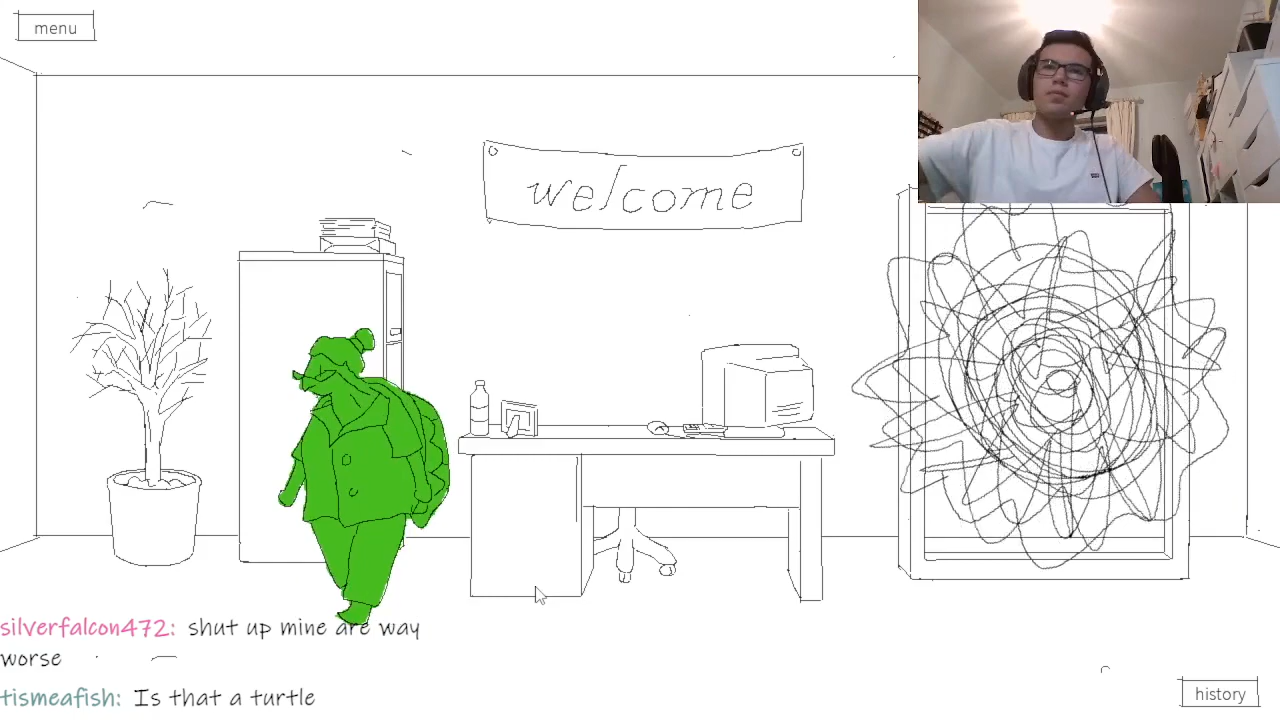 menu
welcome
silverfalcon472: shut up mine are way
worse
tismeafish: Is that a turtle
history